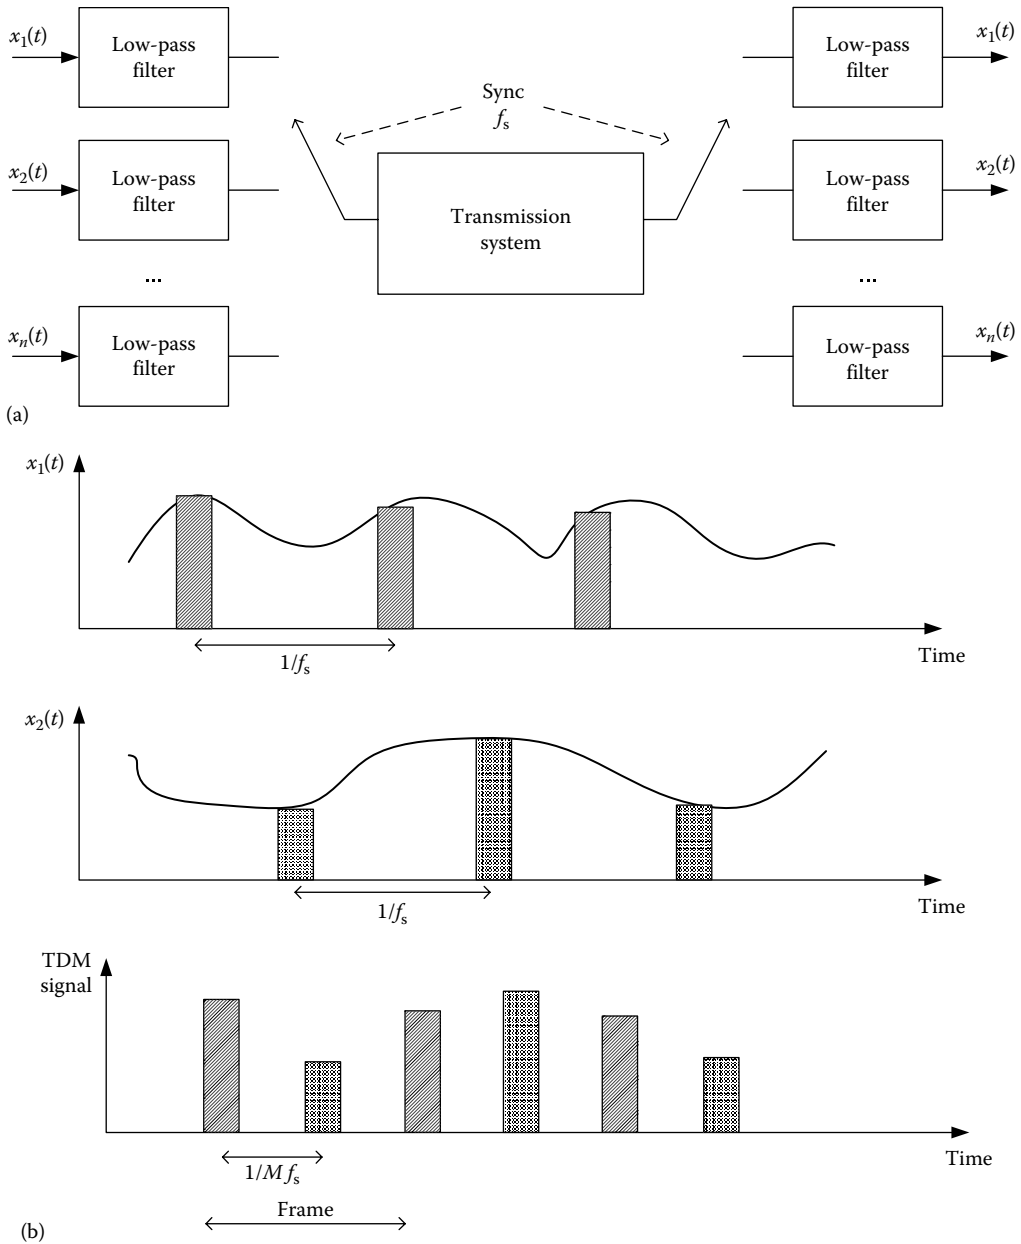 x₁(t)
Low-pass
filter
Sync
fₛ
Low-pass
filter
x₁(t)
x₂(t)
Low-pass
filter
Transmission
system
Low-pass
filter
x₂(t)
...
...
xₙ(t)
Low-pass
filter
Low-pass
filter
xₙ(t)
(a)
x₁(t)
Time
1/fₛ
x₂(t)
Time
1/fₛ
TDM
signal
Time
1/M fₛ
Frame
(b)